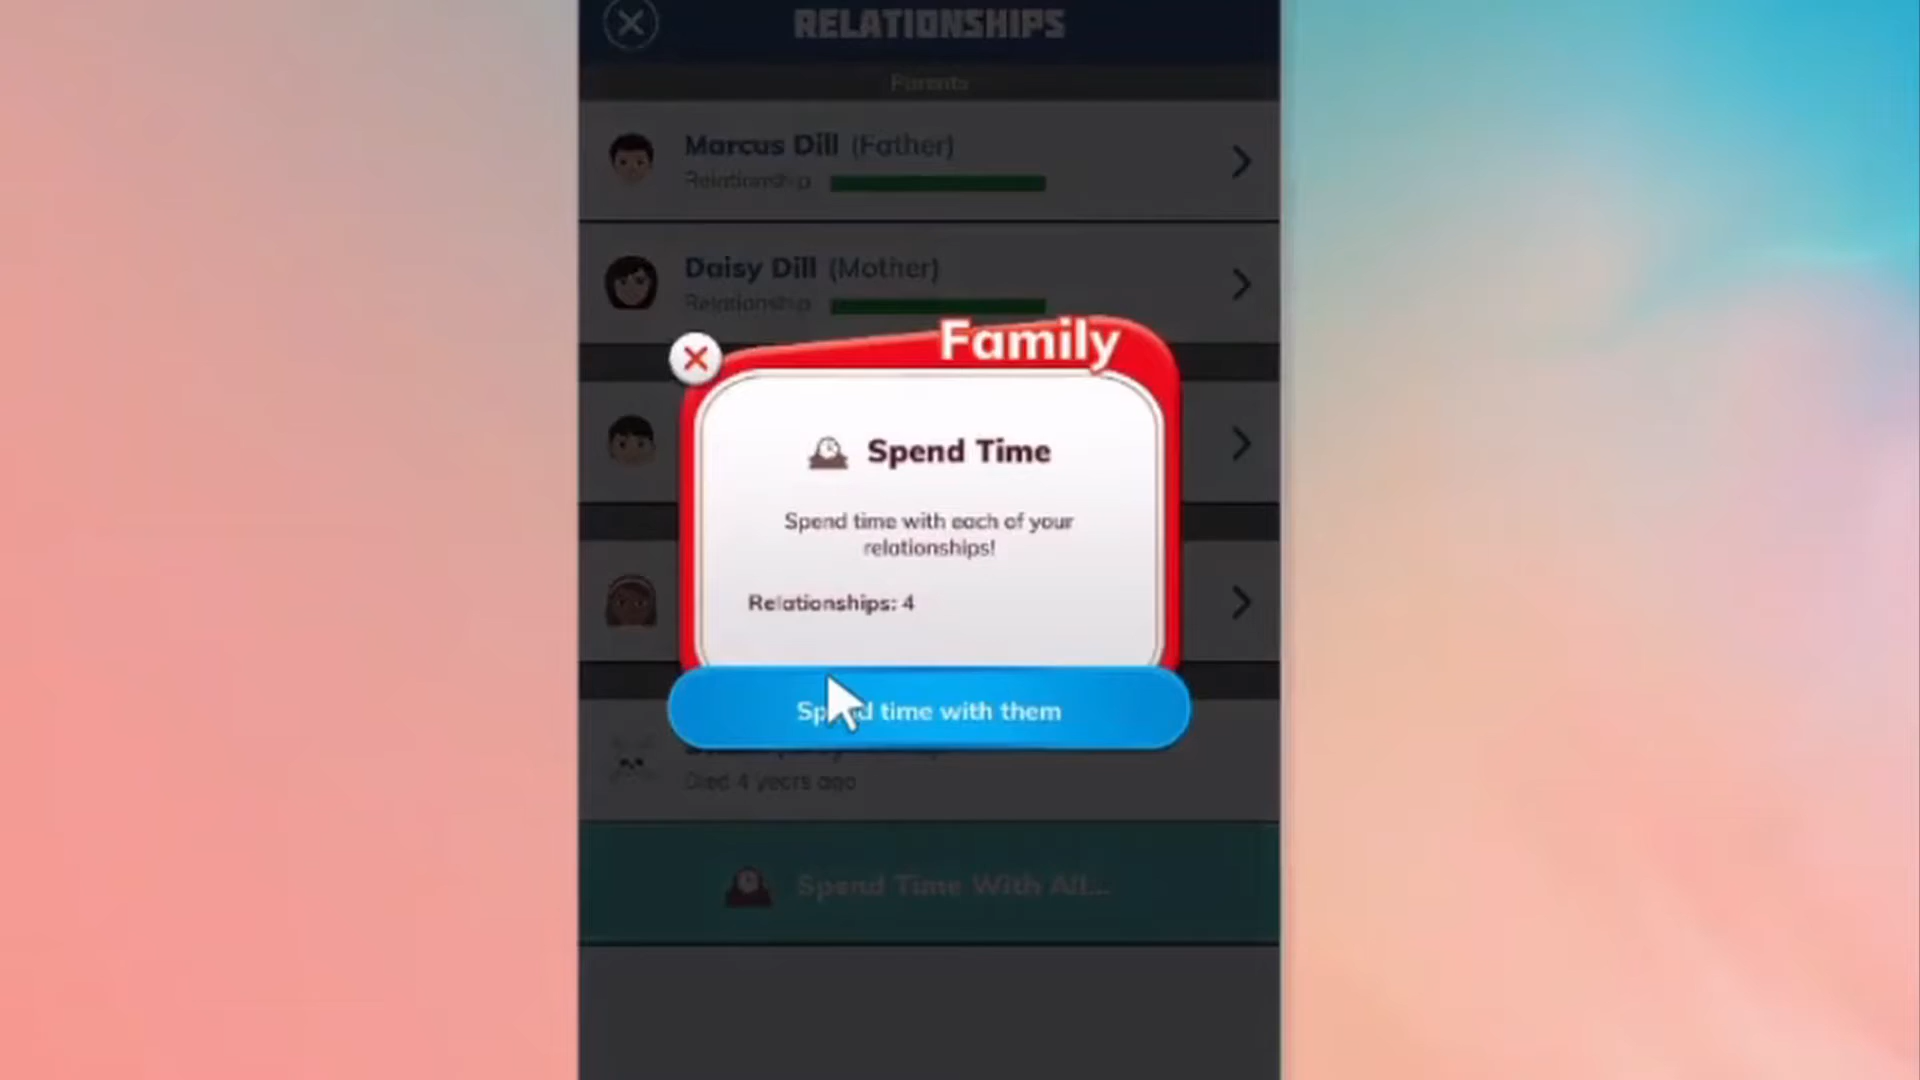 RELATIONSHIPS
Parents
Marcus Dill (Father)
Relationship
Daisy Dill (Mother)
Relationship
Family
Spend Time
Spend time with each of your
relationships!
Relationships: 4
Spend time with them
Died 4 years ago
Spend Time With All...